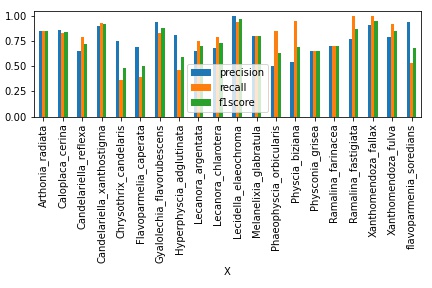 1.00
0.75
0.50
0.25
0.00
precision
recall
f1score
Arthonia_radiata
Caloplaca_cerina
Candelariella_reflexa
Candelariella_xanthostigma
Chrysothrix_candelaris
Flavoparmelia_caperata
Gyalolechia_flavorubescens
Hyperphyscia_adglutinata
Lecanora_argentata
Lecanora_chlarotera
Lecidella_elaeochroma
Melanelixia_glabratula
Phaeophyscia_orbicularis
Physcia_biziana
Physconia_grisea
Ramalina_farinacea
Ramalina_fastigiata
Xanthomendoza_fallax
Xanthomendoza_fulva
flavoparmenia_soredians
X